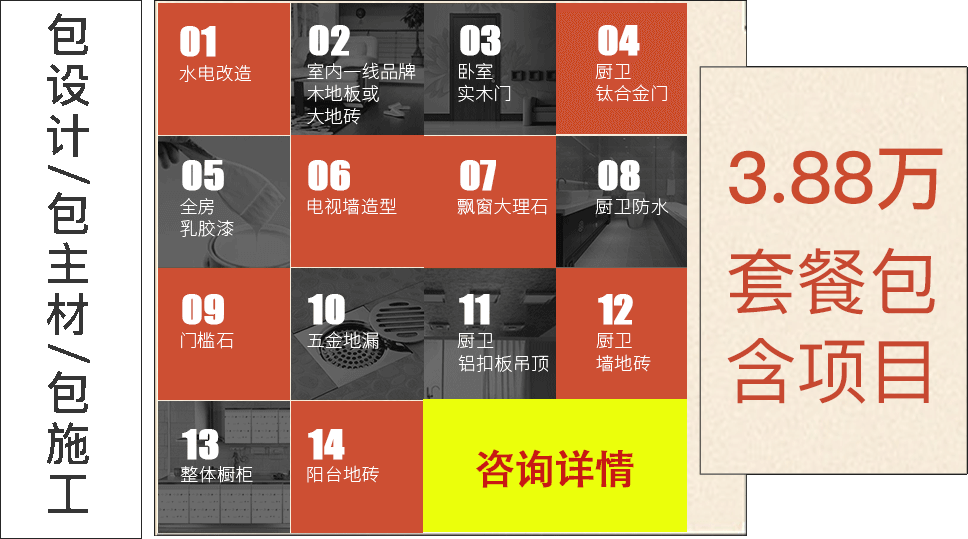 包设计/包主材/包施工
01
水电改造
02
室内一线品牌
木地板或
大地砖
03
卧室
实木门
04
厨卫
钛合金门
05
全房
乳胶漆
06
电视墙造型
07
飘窗大理石
08
厨卫防水
09
门槛石
10
五金地漏
11
厨卫
铝扣板吊顶
12
厨卫
墙地砖
13
整体橱柜
14
阳台地砖
咨询详情
3.88万
套餐包
含项目